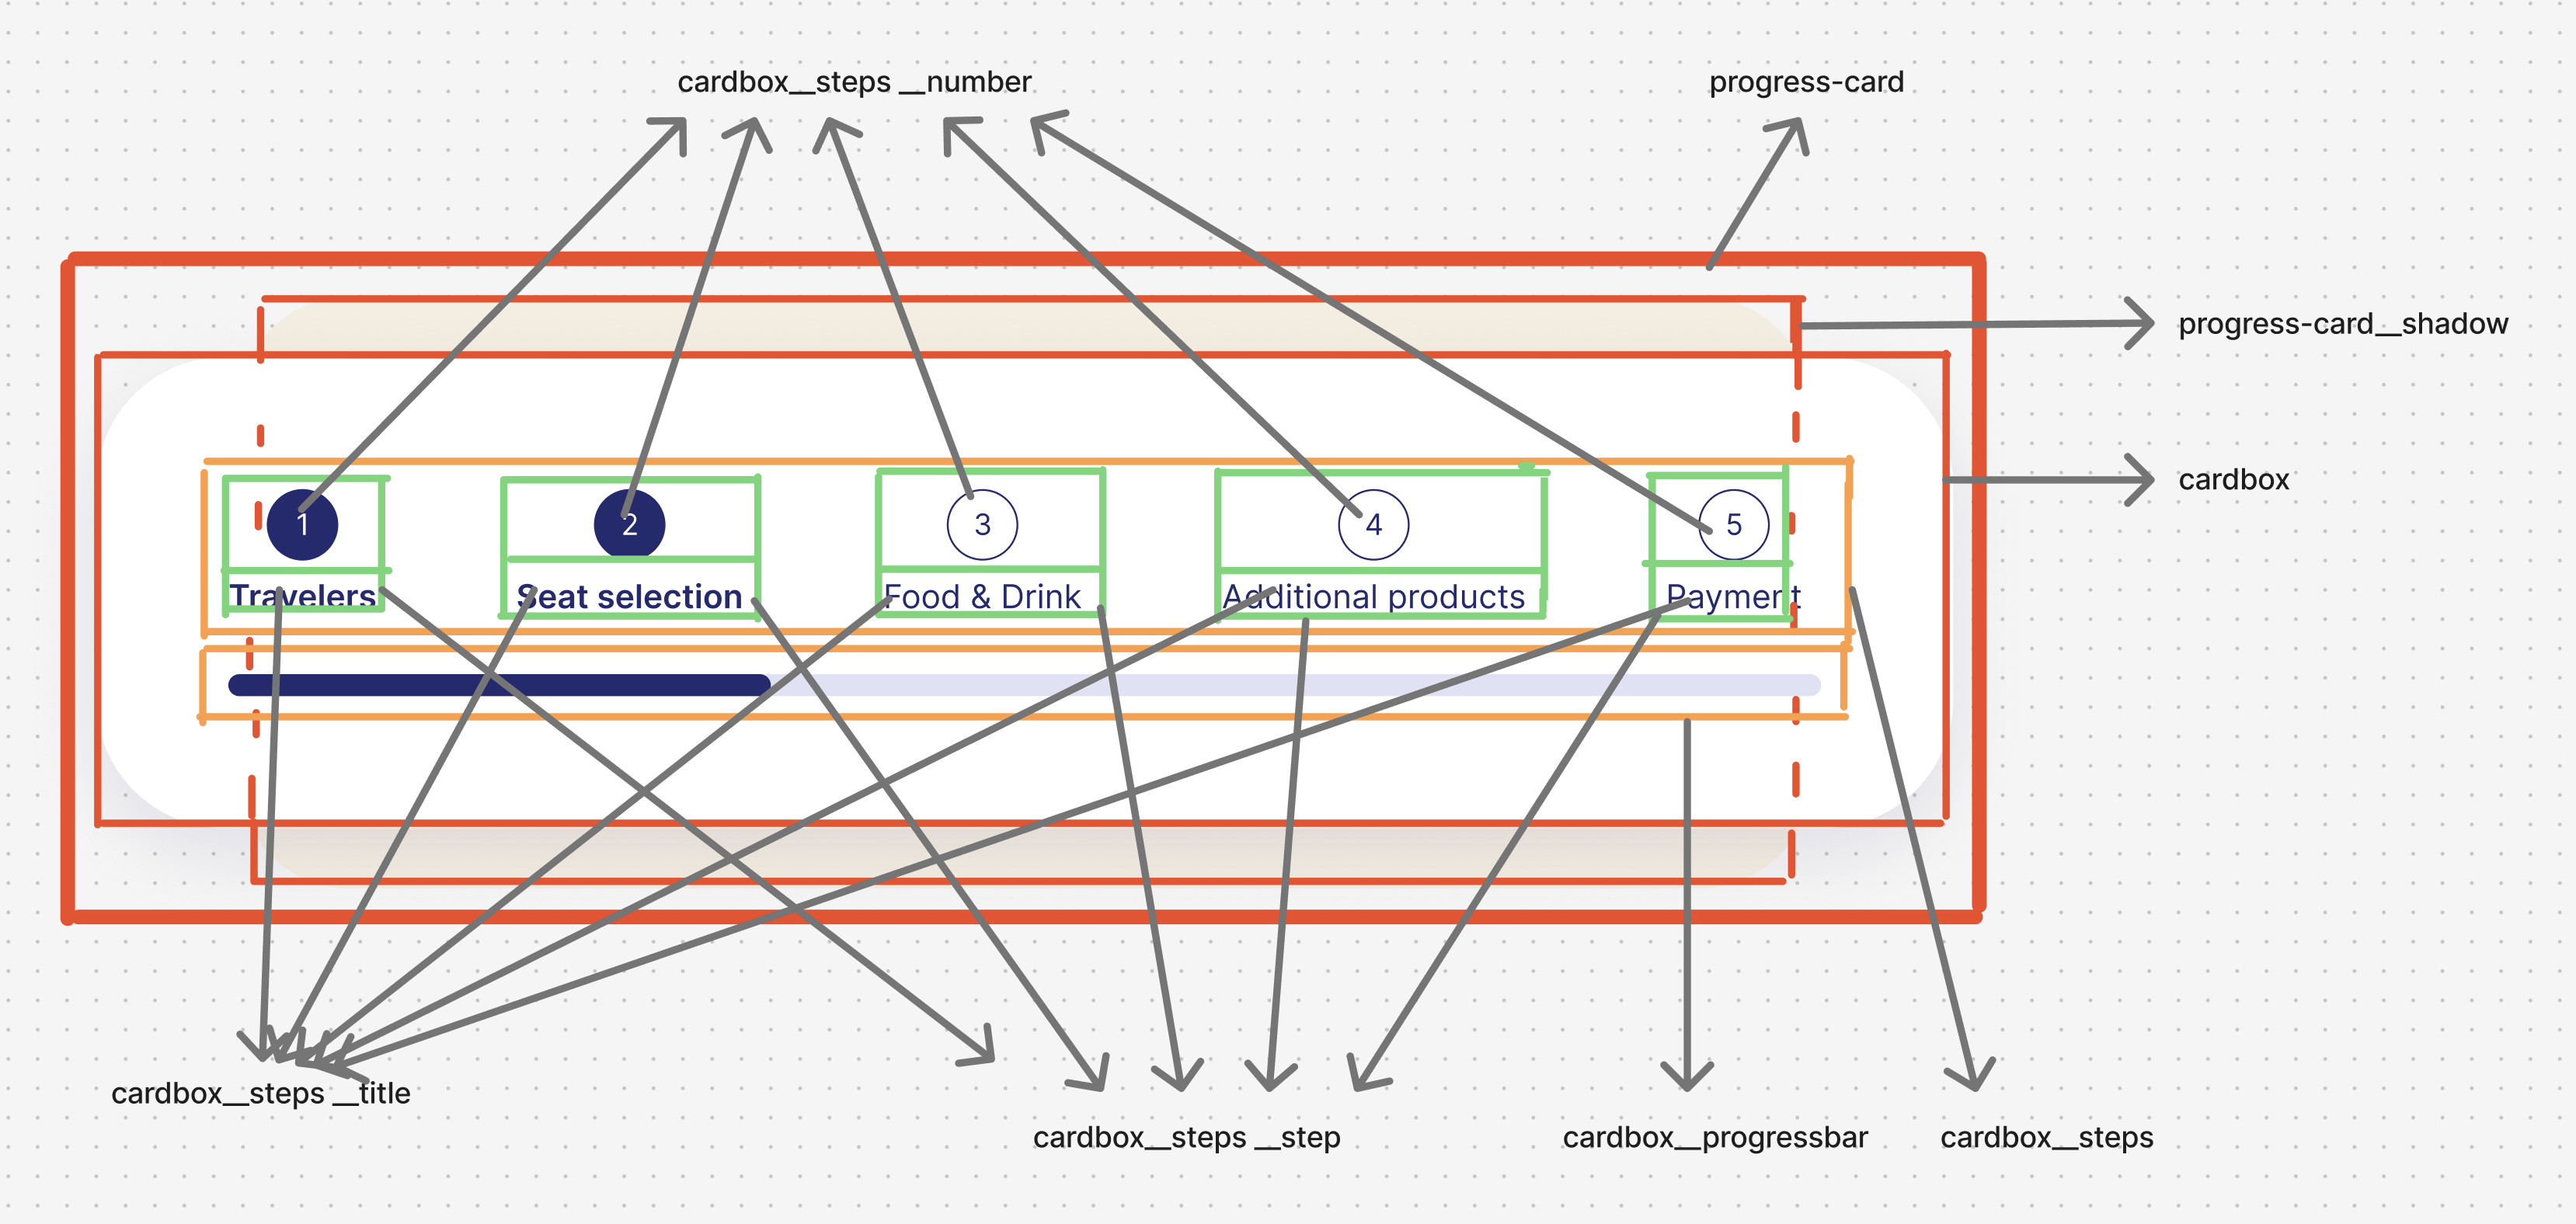 cardbox__steps __number
progress-card
progress-card__shadow
cardbox
1
2
3
4
5
Travelers
Seat selection
Food & Drink
Additional products
Payment
cardbox__steps __title
cardbox__steps __step
cardbox__progressbar
cardbox__steps